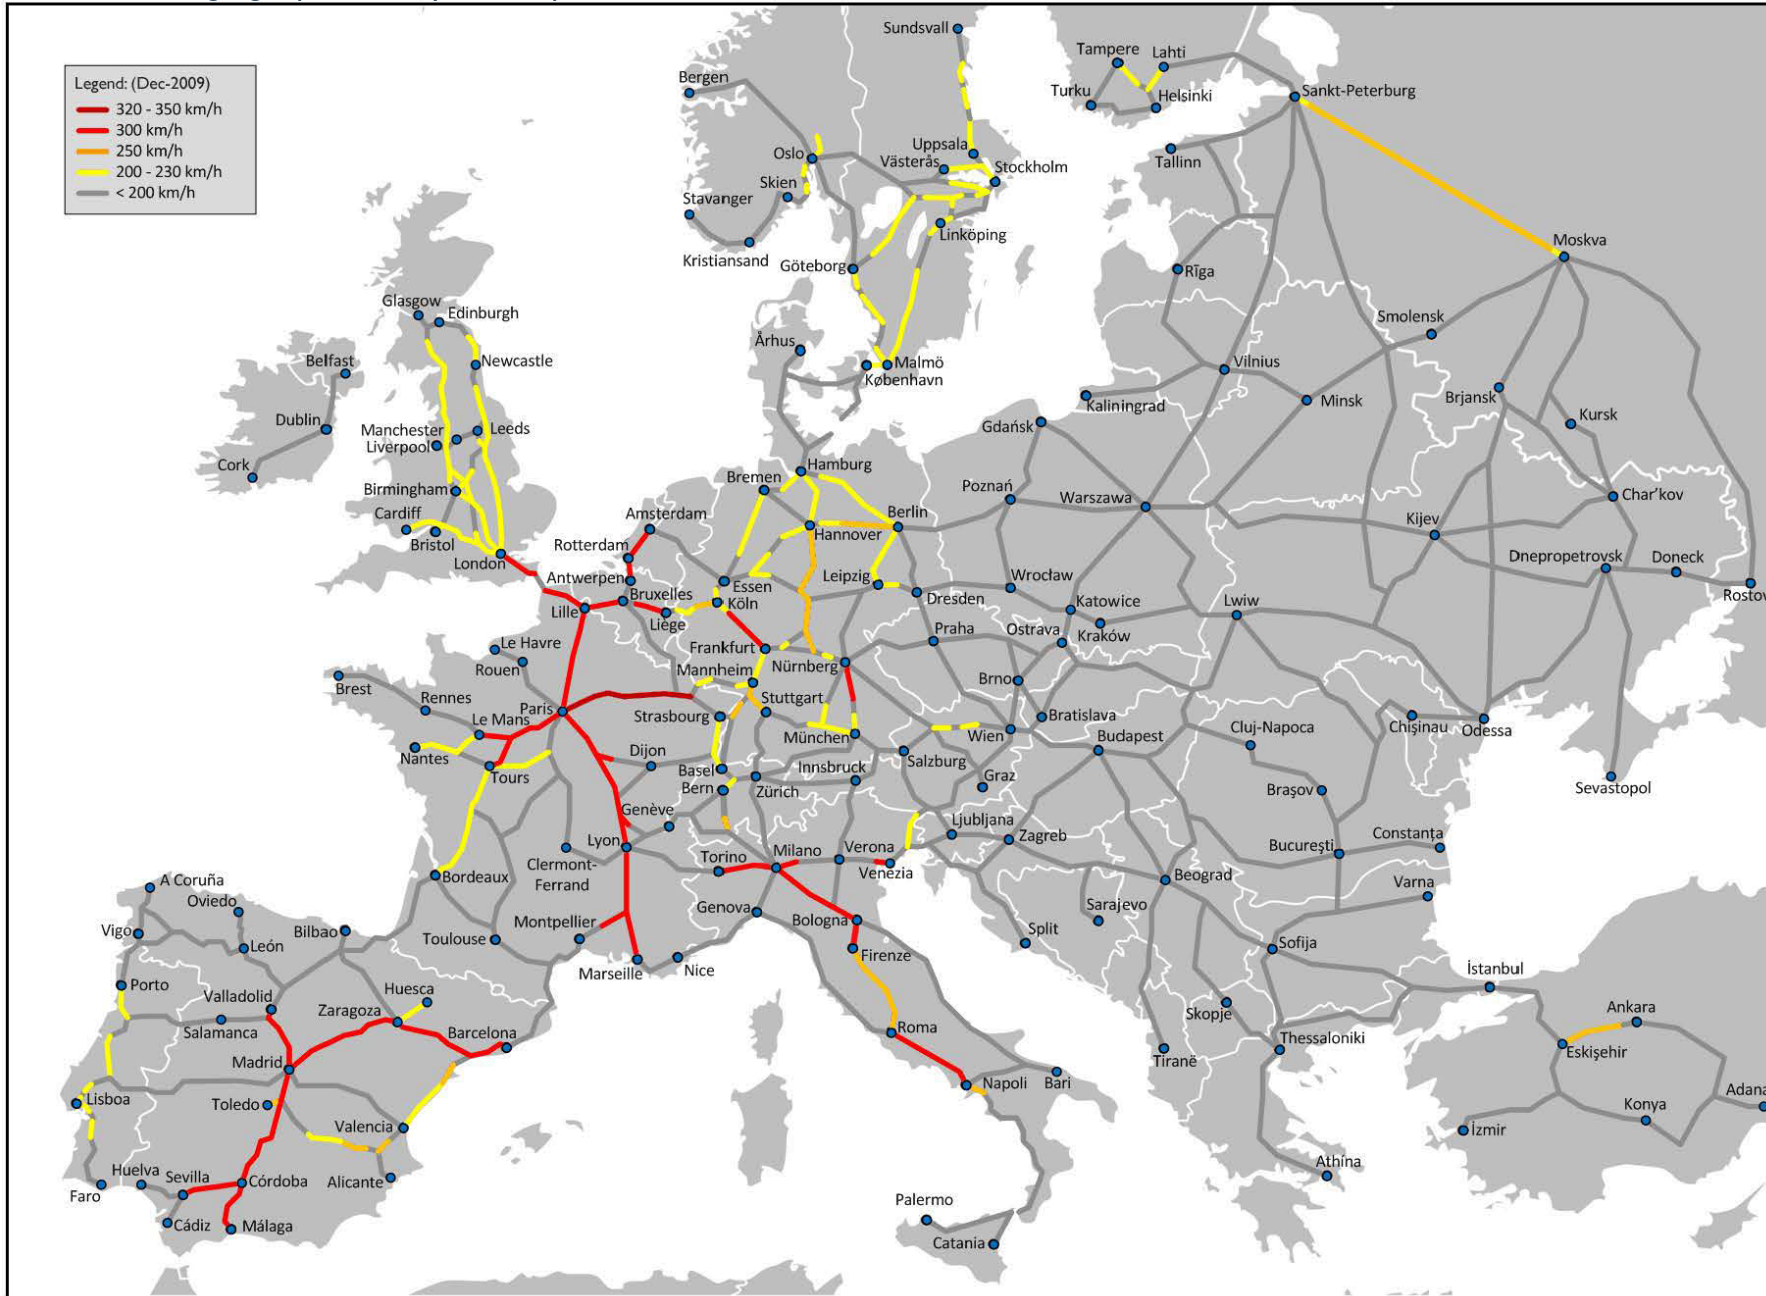 Legend: (Dec-2009)
320 - 350 km/h
300 km/h
250 km/h
200 - 230 km/h
< 200 km/h
Sundsvall
Tampere
Lahti
Bergen
Turku
Helsinki
Sankt-Peterburg
Oslo
Uppsala
Västerås
Stockholm
Tallinn
Skien
Stavanger
Linköping
Kristiansand
Göteborg
Rīga
Moskva
Glasgow
Edinburgh
Smolensk
Århus
Belfast
Newcastle
Malmö
København
Vilnius
Kaliningrad
Minsk
Brjansk
Dublin
Manchester
Liverpool
Leeds
Gdańsk
Kursk
Cork
Hamburg
Bremen
Birmingham
Poznań
Warszawa
Char'kov
Cardiff
Bristol
Amsterdam
Berlin
Hannover
Kijev
London
Rotterdam
Antwerpen
Essen
Leipzig
Wrocław
Dnepropetrovsk
Doneck
Rostov
Bruxelles
Köln
Dresden
Katowice
Lwiw
Lille
Liège
Praha
Ostrava
Kraków
Le Havre
Rouen
Frankfurt
Nürnberg
Mannheim
Brest
Rennes
Paris
Stuttgart
Brno
Strasbourg
Bratislava
Cluj-Napoca
Chişinau
Odessa
Le Mans
München
Wien
Budapest
Nantes
Tours
Dijon
Basel
Innsbruck
Salzburg
Bern
Zürich
Graz
Braşov
Sevastopol
Genève
Ljubljana
Zagreb
Lyon
Torino
Milano
Verona
Bucureşti
Constanţa
Clermont-
Ferrand
Venezia
Bordeaux
A Coruña
Oviedo
Beograd
Varna
Genova
Bologna
Sarajevo
Vigo
León
Bilbao
Toulouse
Montpellier
Split
Marseille
Nice
Firenze
Sofija
İstanbul
Porto
Valladolid
Huesca
Zaragoza
Ankara
Salamanca
Barcelona
Roma
Skopje
Thessaloniki
Eskişehir
Madrid
Tiranë
Napoli
Bari
Adana
Lisboa
Toledo
Valencia
İzmir
Konya
Huelva
Sevilla
Córdoba
Alicante
Athína
Faro
Cádiz
Málaga
Palermo
Catania